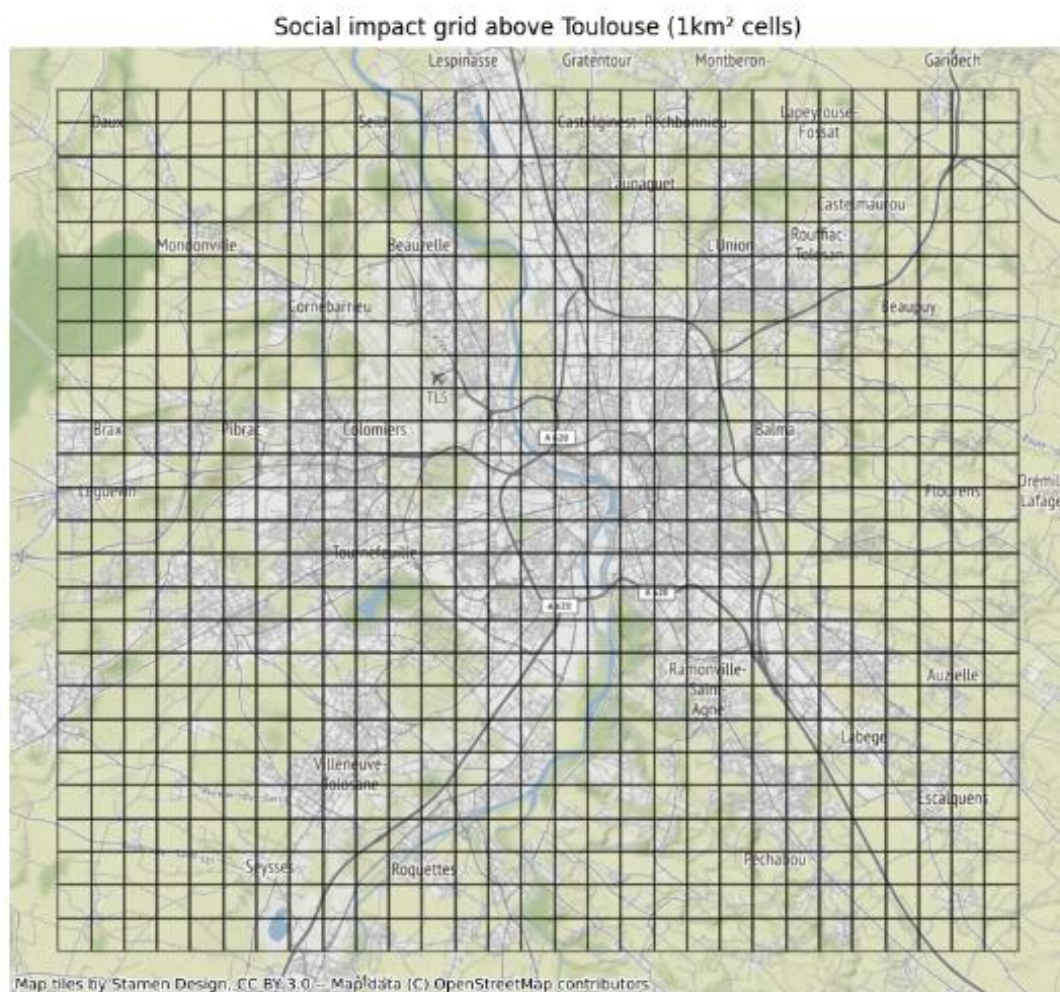 Social impact grid above Toulouse (1km² cells)
Lespinasse
Gratentour
Montberon
Garidech
Daux
Seilh
Castelginest
Pechbonnieu
Lapeyrouse-
Fossat
Launaguet
Castelmaurou
Mondonville
Beauzelle
L'Union
Rouffiac-
Tolosan
Cornebarrieu
Beaupuy
TLS
Brax
Pibrac
Colomiers
A 620
Balma
Léguevin
Flourens
Drémil
Lafage
Tournefeuille
A 620
A 620
Ramonville-
Saint-
Agne
Auzielle
Labège
Villeneuve-
Tolosane
Escalquens
Seysses
Roquettes
Pechabou
Map tiles by Stamen Design, CC BY 3.0 -- Map data (C) OpenStreetMap contributors